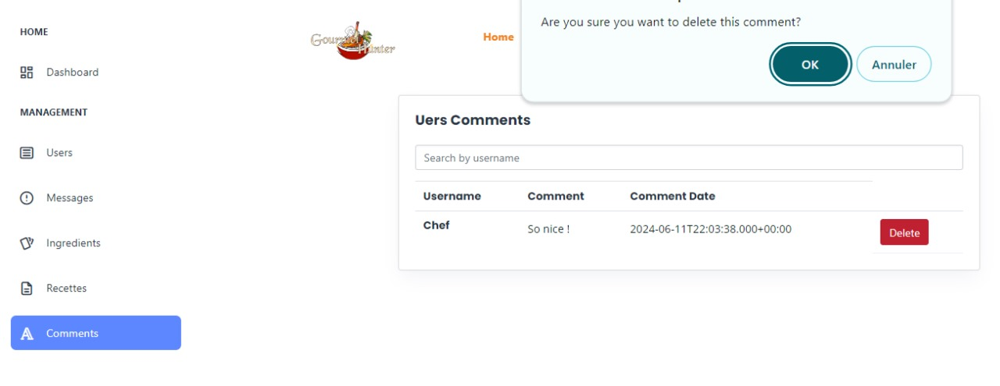 Are you sure you want to delete this comment?
OK
Annuler
HOME
Dashboard
MANAGEMENT
Users
Messages
Ingredients
Recettes
Comments
Gourmet
Hunter
Home
Uers Comments
Search by username
Username Comment Comment Date
Chef So nice ! 2024-06-11T22:03:38.000+00:00 Delete